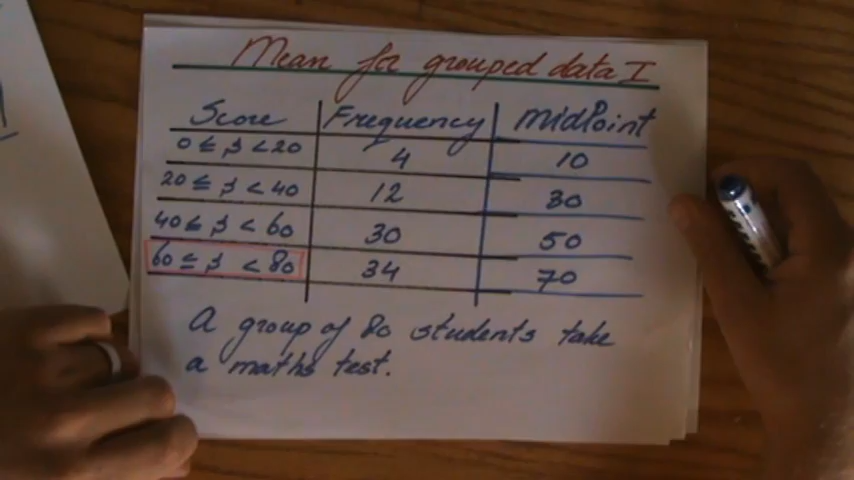 Mean for grouped data I
Score Frequency Midpoint
0 ≤ s < 20 4 10
20 ≤ s < 40 12 30
40 ≤ s < 60 30 50
60 ≤ s < 80 34 70
A group of 80 students take
a maths test.